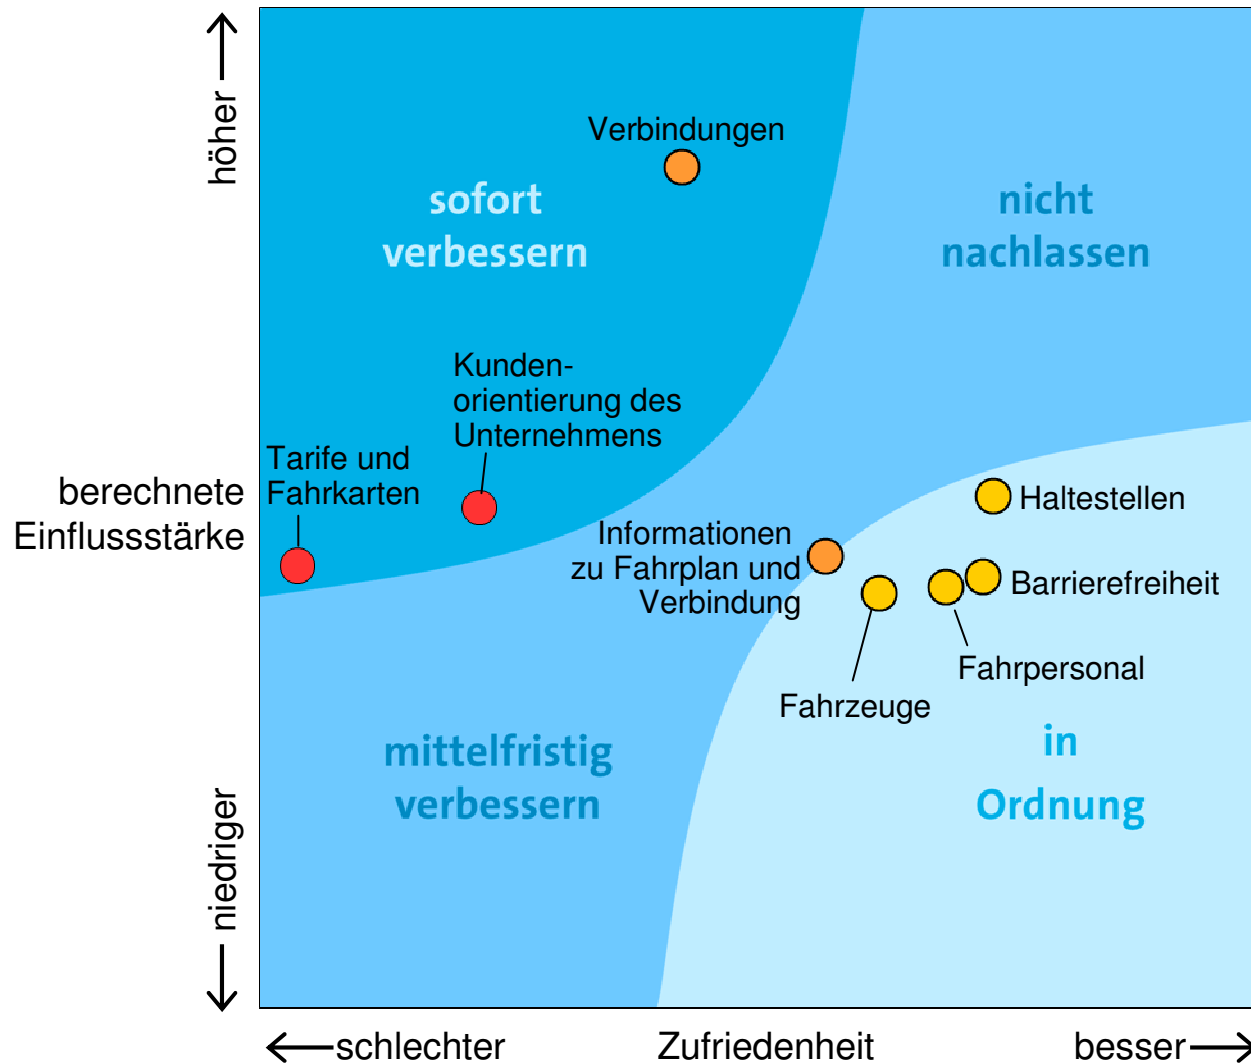 höher
Verbindungen
sofort
verbessern
nicht
nachlassen
Kunden-
orientierung des
Unternehmens
Tarife und
Fahrkarten
berechnete
Einflussstärke
Haltestellen
Informationen
zu Fahrplan und
Verbindung
Barrierefreiheit
Fahrpersonal
Fahrzeuge
mittelfristig
verbessern
in
Ordnung
niedriger
schlechter
Zufriedenheit
besser